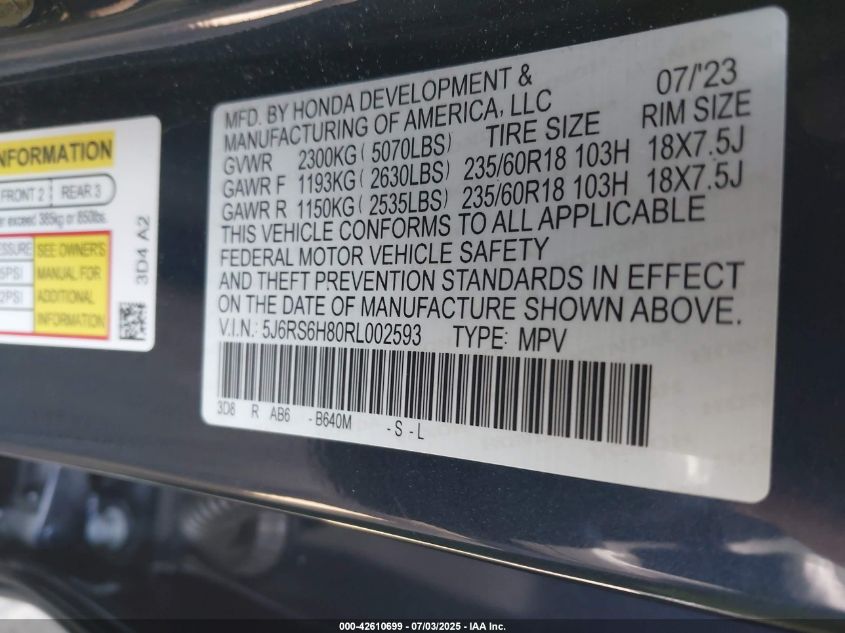 NFORMATION
FRONT 2 REAR 3
er exceed 385kg or 850lbs.
SEE OWNER'S
5PSI MANUAL FOR
2PSI ADDITIONAL
INFORMATION
3D4 A2
MFD. BY HONDA DEVELOPMENT & 07/'23
MANUFACTURING OF AMERICA, LLC
TIRE SIZE RIM SIZE
GVWR 2300KG ( 5070LBS)
GAWR F 1193KG ( 2630LBS) 235/60R18 103H 18X7.5J
GAWR R 1150KG ( 2535LBS) 235/60R18 103H 18X7.5J
THIS VEHICLE CONFORMS TO ALL APPLICABLE
FEDERAL MOTOR VEHICLE SAFETY
AND THEFT PREVENTION STANDARDS IN EFFECT
ON THE DATE OF MANUFACTURE SHOWN ABOVE.
V.I.N.: 5J6RS6H80RL002593 TYPE: MPV
3D8 R AB6 - B640M - S - L
000-42610699 - 07/03/2025 - IAA Inc.